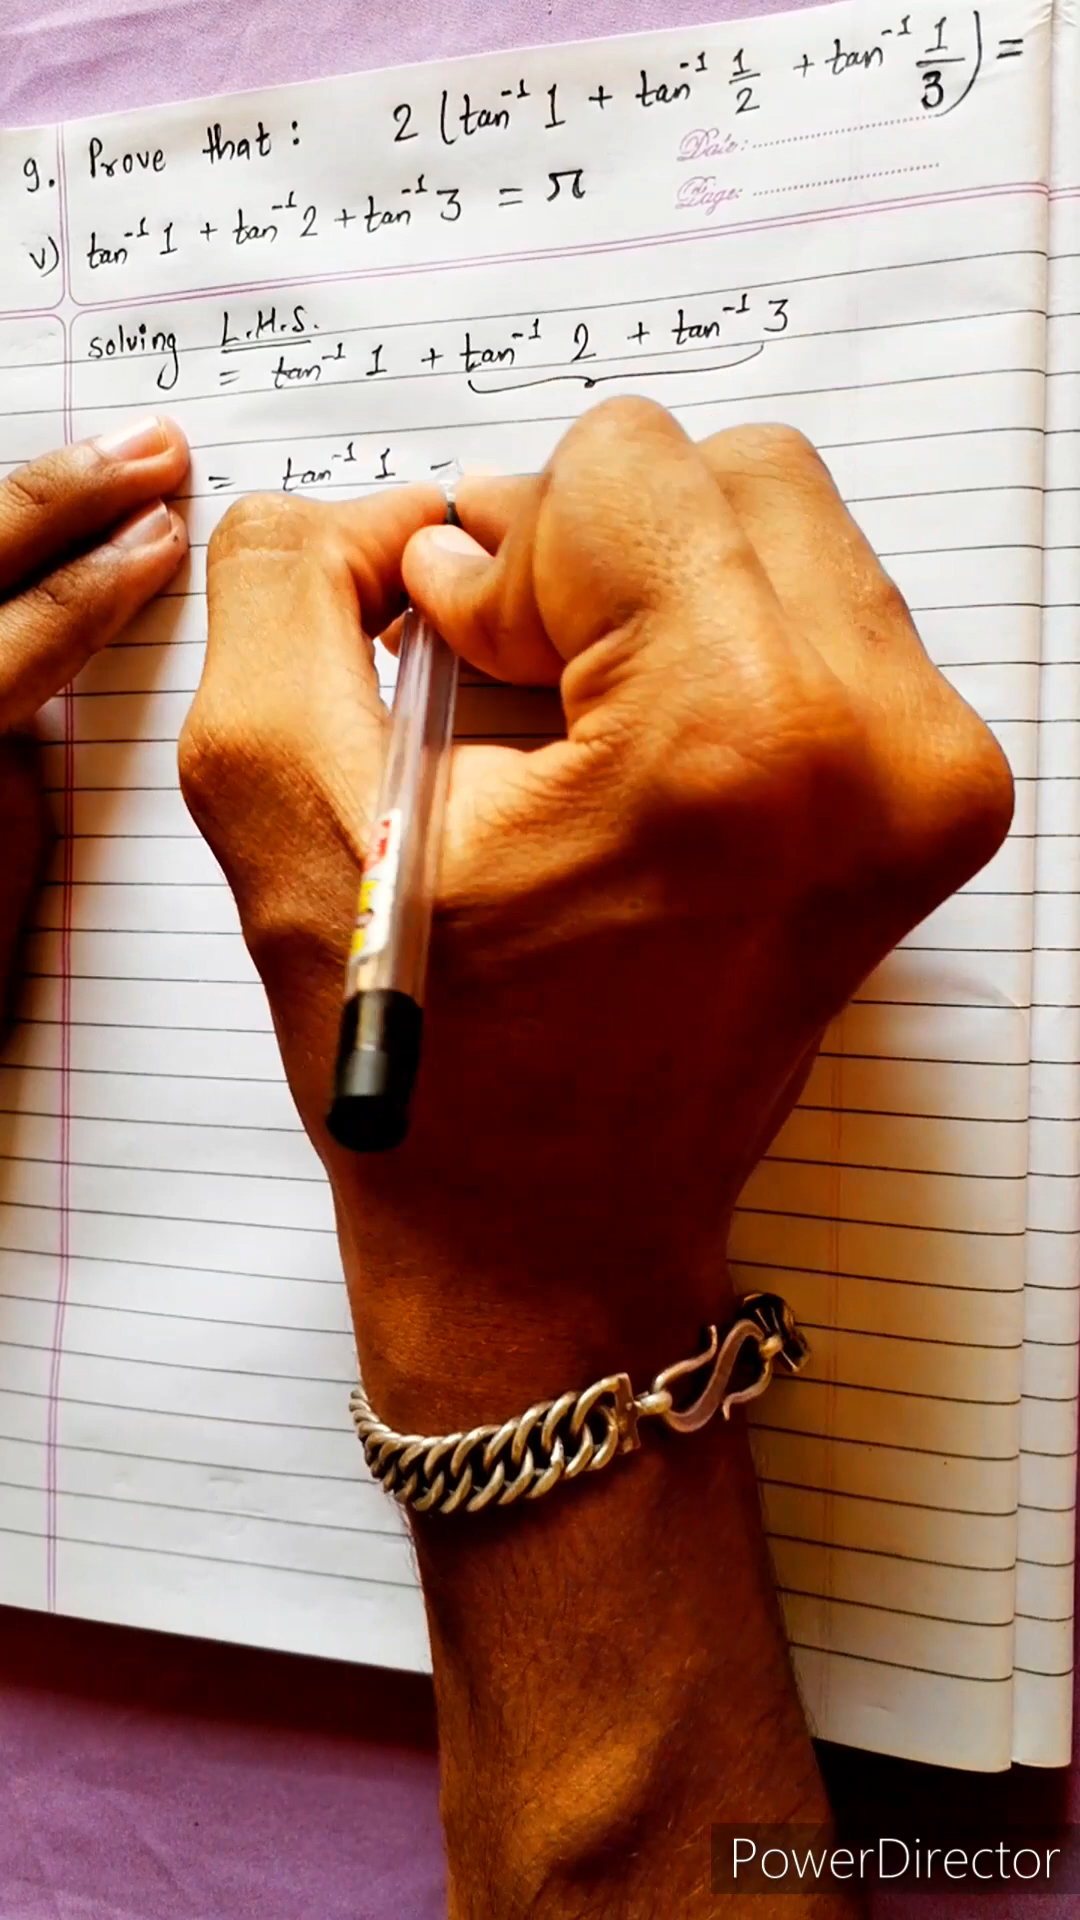 9. Prove that : 2 (tan⁻¹ 1 + tan⁻¹ 1/2 + tan⁻¹ 1/3) =
v) tan⁻¹ 1 + tan⁻¹ 2 + tan⁻¹ 3 = π
Date:
Page:
solving L.H.S.
= tan⁻¹ 1 + tan⁻¹ 2 + tan⁻¹ 3
= tan⁻¹ 1
PowerDirector